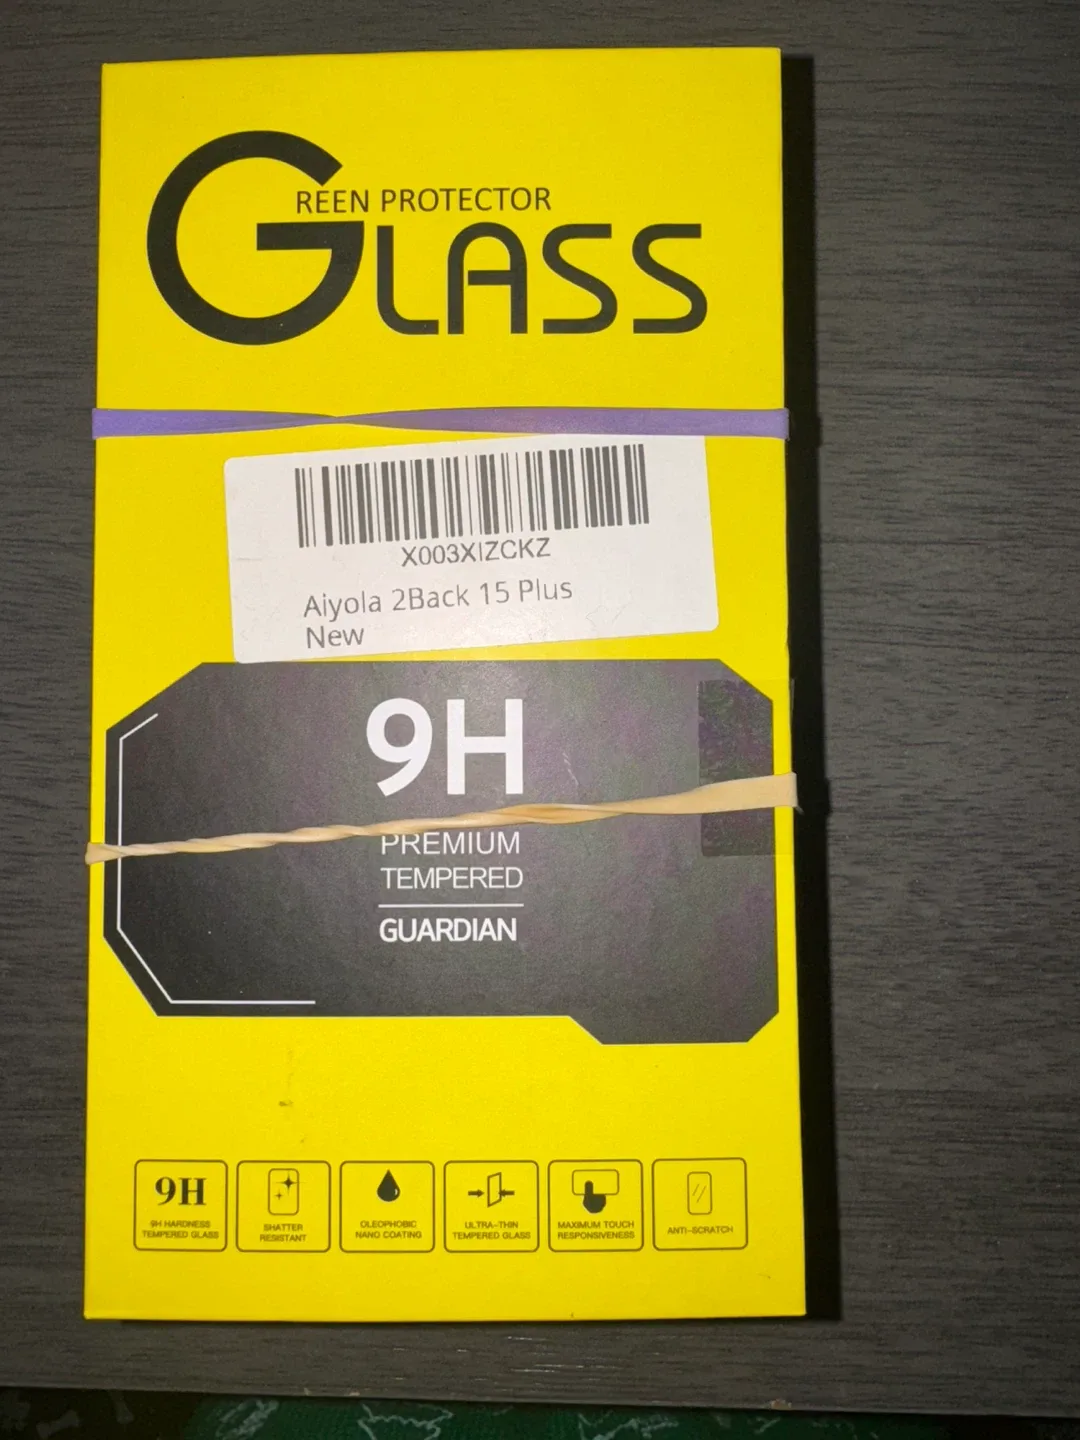 REEN PROTECTOR
GLASS
X003XIZCKZ
Aiyola 2Back 15 Plus
New
9H
PREMIUM
TEMPERED
GUARDIAN
9H
9H HARDNESS
TEMPERED GLASS
SHATTER
RESISTANT
OLEOPHOBIC
NANO COATING
ULTRA-THIN
TEMPERED GLASS
MAXIMUM TOUCH
RESPONSIVENESS
ANTI-SCRATCH